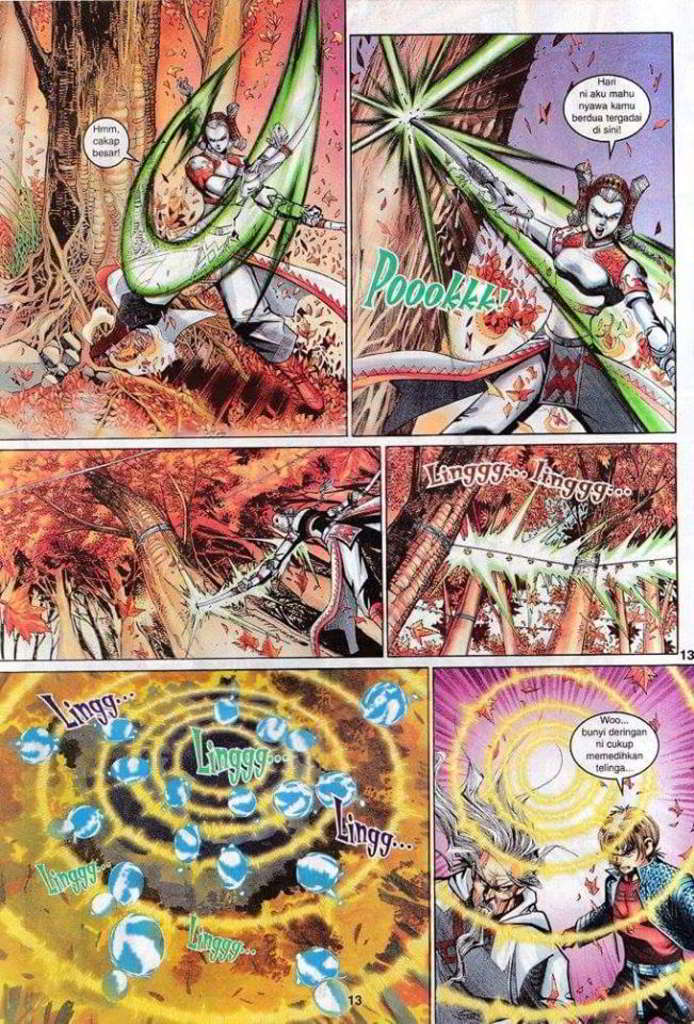 Hmm,
cakap
besar!
Hari
ni aku mahu
nyawa kamu
berdua tergadai
di sini!
Poookkk!
Linggg... Linggg...
13
Lingg...
Linggg...
Lingg...
Linggg...
Linggg...
13
Woo...
bunyi deringan
ni cukup
memedihkan
telinga...